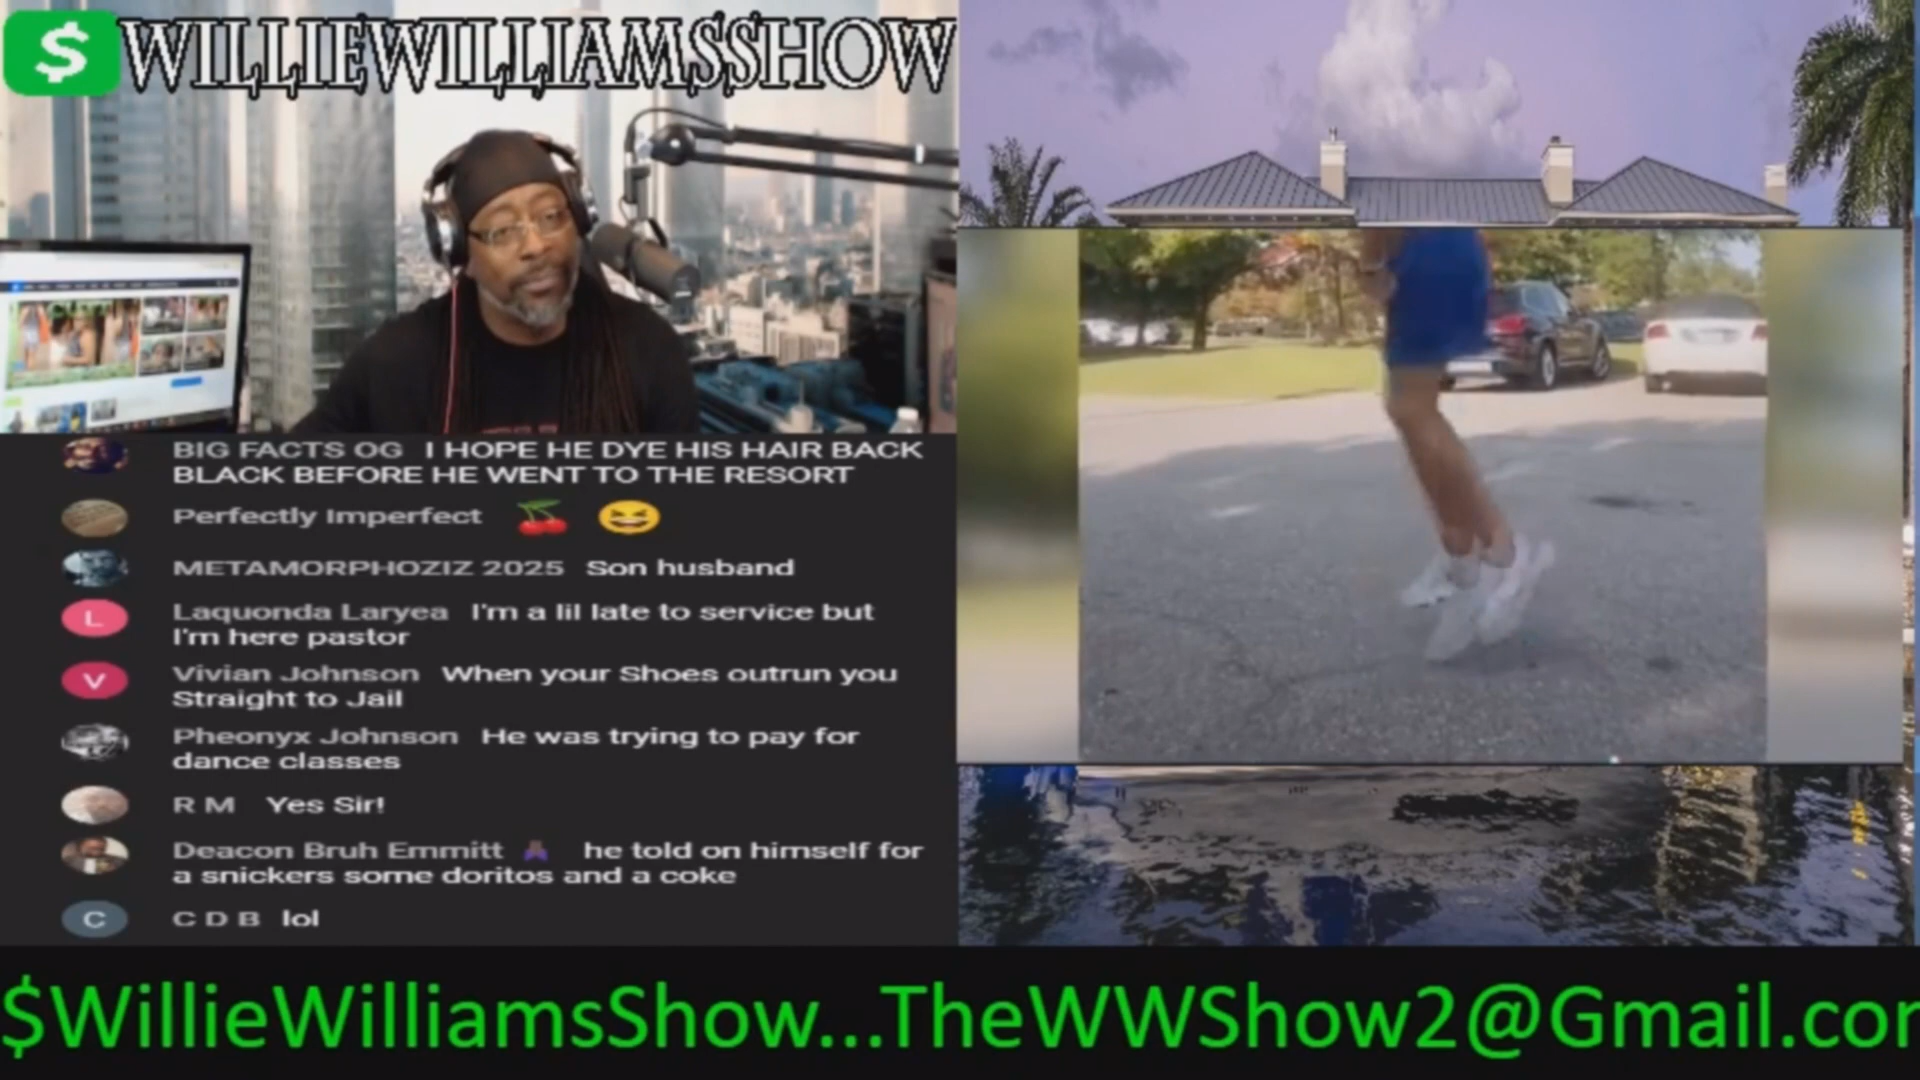 $WILLIEWILLIAMSSHOW
BIG FACTS OG I HOPE HE DYE HIS HAIR BACK
BLACK BEFORE HE WENT TO THE RESORT
Perfectly Imperfect 🍒 😆
METAMORPHOZIZ 2025 Son husband
L Laquonda Laryea I'm a lil late to service but
I'm here pastor
V Vivian Johnson When your Shoes outrun you
Straight to Jail
Pheonyx Johnson He was trying to pay for
dance classes
R M Yes Sir!
Deacon Bruh Emmitt he told on himself for
a snickers some doritos and a coke
C C D B lol
$WillieWilliamsShow...TheWWShow2@Gmail.cor